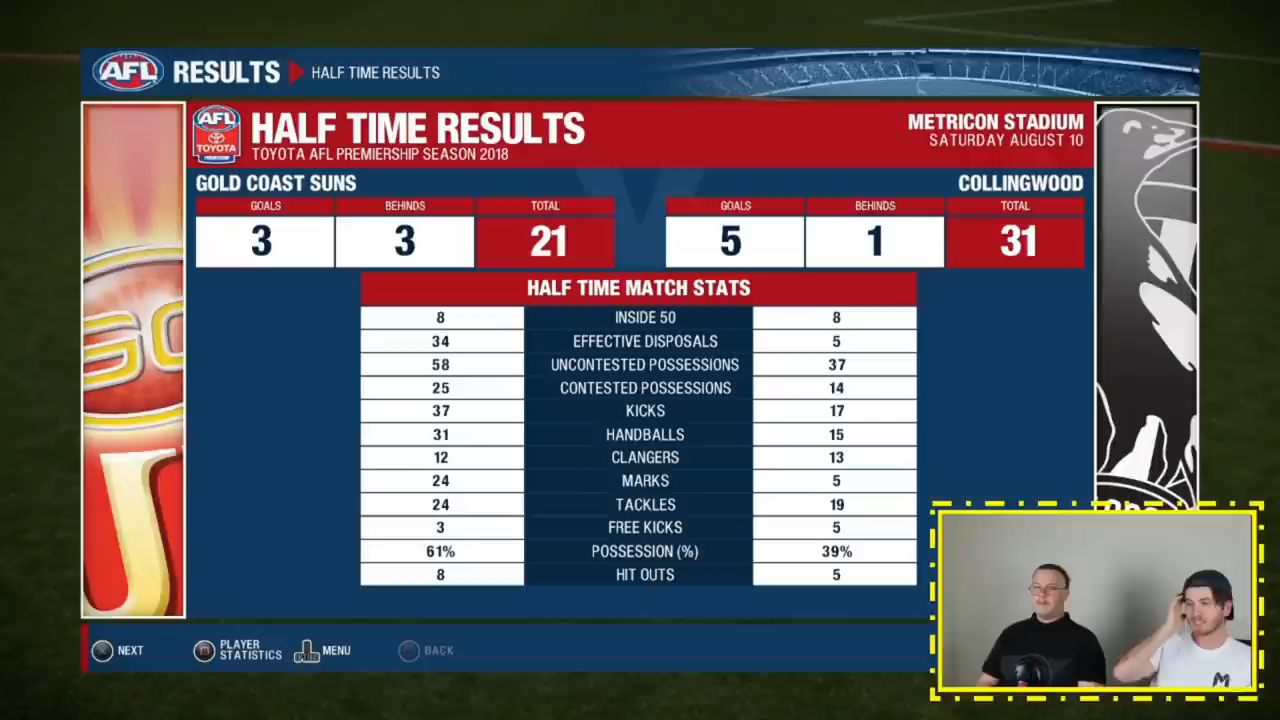 AFL RESULTS HALF TIME RESULTS
AFL TOYOTA
HALF TIME RESULTS
TOYOTA AFL PREMIERSHIP SEASON 2018
METRICON STADIUM
SATURDAY AUGUST 10
GOLD COAST SUNS COLLINGWOOD
GOALS BEHINDS TOTAL GOALS BEHINDS TOTAL
3 3 21 5 1 31
HALF TIME MATCH STATS
8 INSIDE 50 8
34 EFFECTIVE DISPOSALS 5
58 UNCONTESTED POSSESSIONS 37
25 CONTESTED POSSESSIONS 14
37 KICKS 17
31 HANDBALLS 15
12 CLANGERS 13
24 MARKS 5
24 TACKLES 19
3 FREE KICKS 5
61% POSSESSION (%) 39%
8 HIT OUTS 5
NEXT PLAYER STATISTICS MENU BACK